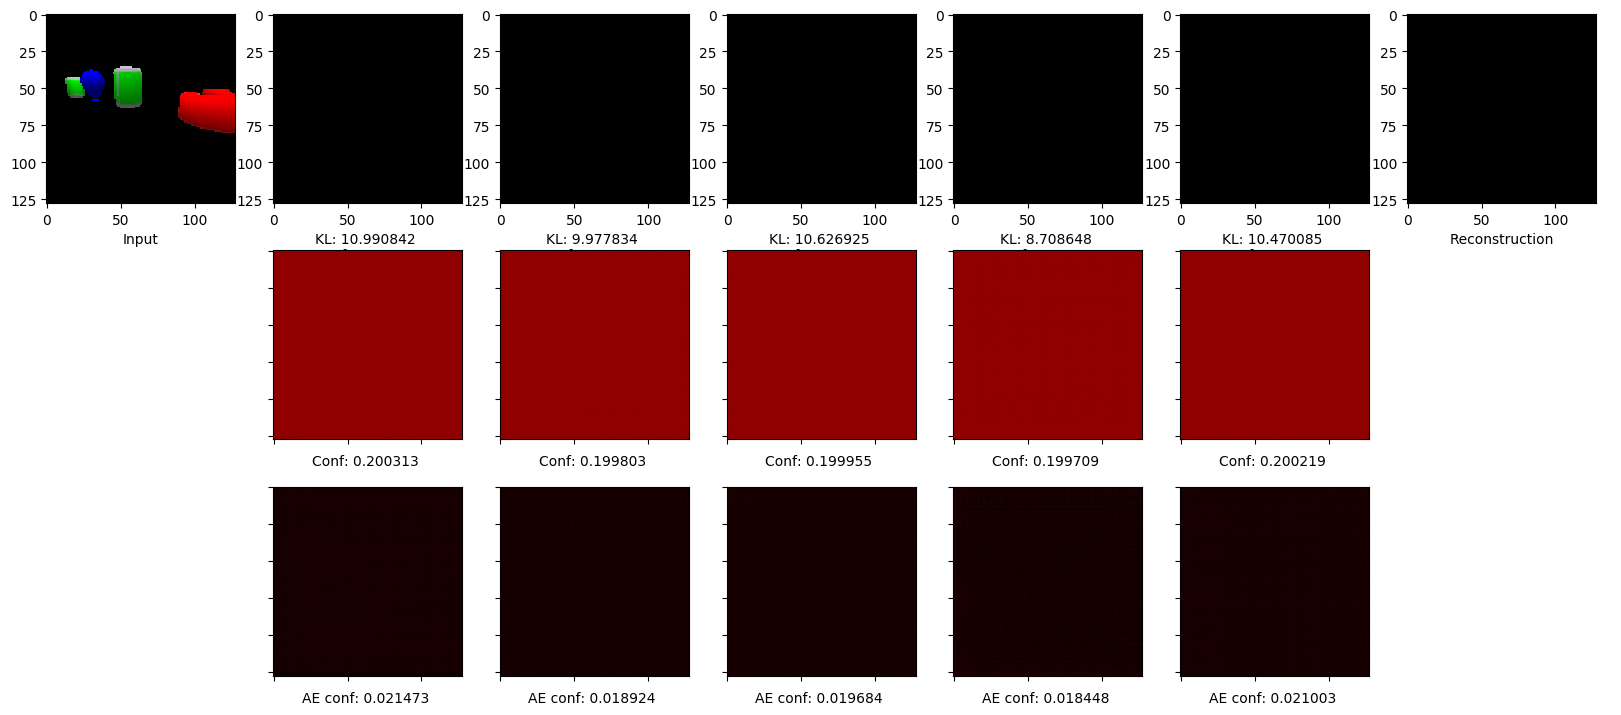 0 0 0 0 0 0 0
25 25 25 25 25 25 25
50 50 50 50 50 50 50
75 75 75 75 75 75 75
100 100 100 100 100 100 100
125 125 125 125 125 125 125
0 50 100 0 50 100 0 50 100 0 50 100 0 50 100 0 50 100 0 50 100
Input KL: 10.990842 KL: 9.977834 KL: 10.626925 KL: 8.708648 KL: 10.470085 Reconstruction
Conf: 0.200313 Conf: 0.199803 Conf: 0.199955 Conf: 0.199709 Conf: 0.200219
AE conf: 0.021473 AE conf: 0.018924 AE conf: 0.019684 AE conf: 0.018448 AE conf: 0.021003